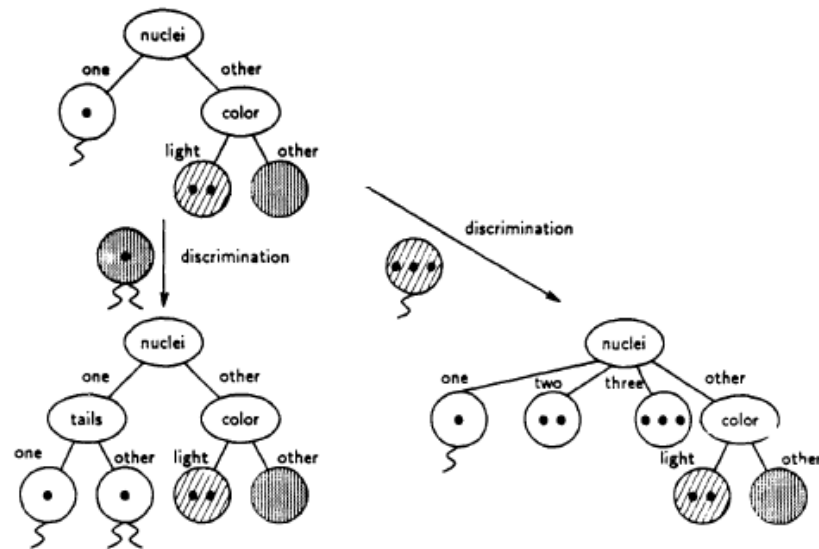 nuclei
one other
color
light other
discrimination
discrimination
nuclei
one other
tails color
one other light other
nuclei
one two three other
color
light other